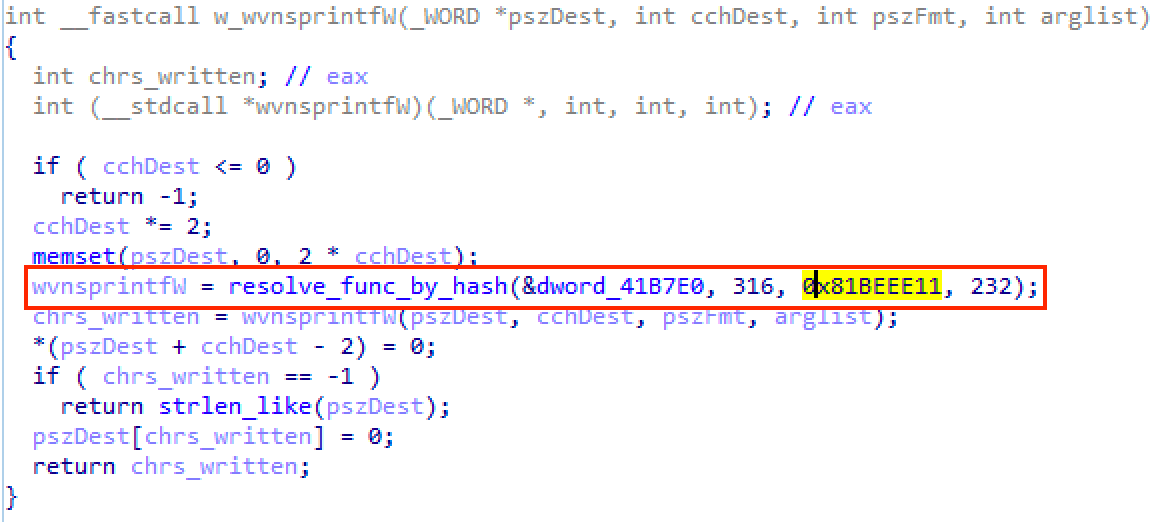 int __fastcall w_wvnsprintfW(_WORD *pszDest, int cchDest, int pszFmt, int arglist)
{
  int chrs_written; // eax
  int (__stdcall *wvnsprintfW)(_WORD *, int, int, int); // eax

  if ( cchDest <= 0 )
    return -1;
  cchDest *= 2;
  memset(pszDest, 0, 2 * cchDest);
  wvnsprintfW = resolve_func_by_hash(&dword_41B7E0, 316, 0x81BEEE11, 232);
  chrs_written = wvnsprintfW(pszDest, cchDest, pszFmt, arglist);
  *(pszDest + cchDest - 2) = 0;
  if ( chrs_written == -1 )
    return strlen_like(pszDest);
  pszDest[chrs_written] = 0;
  return chrs_written;
}